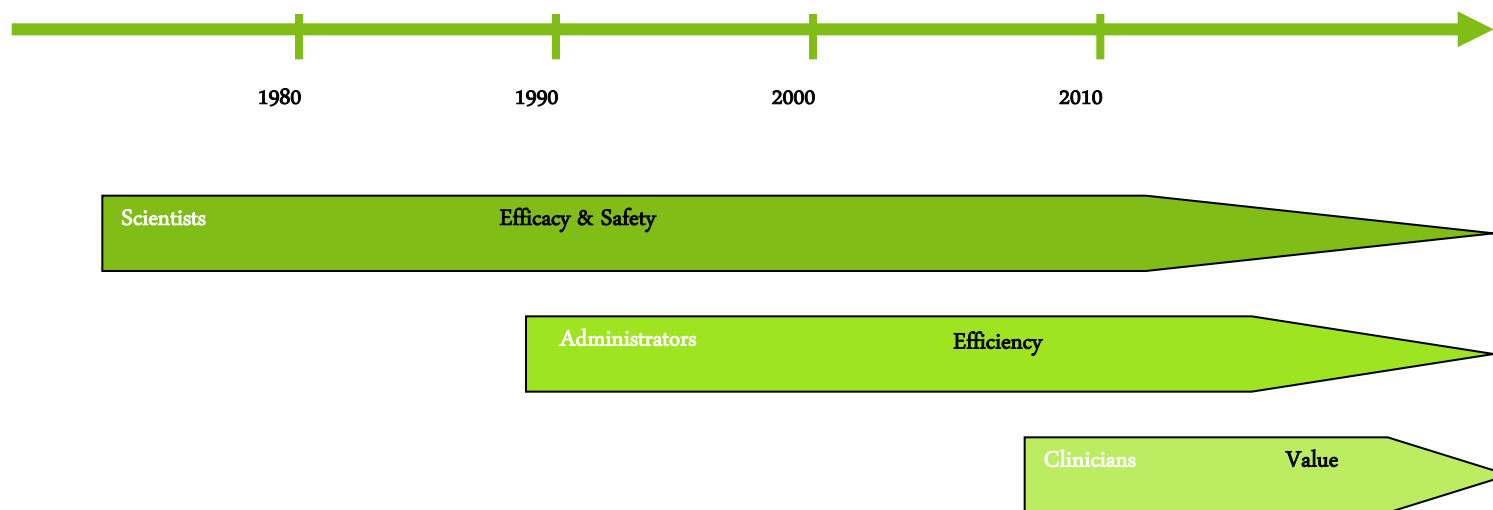 1980 1990 2000 2010
Scientists Efficacy & Safety
Administrators Efficiency
Clinicians Value